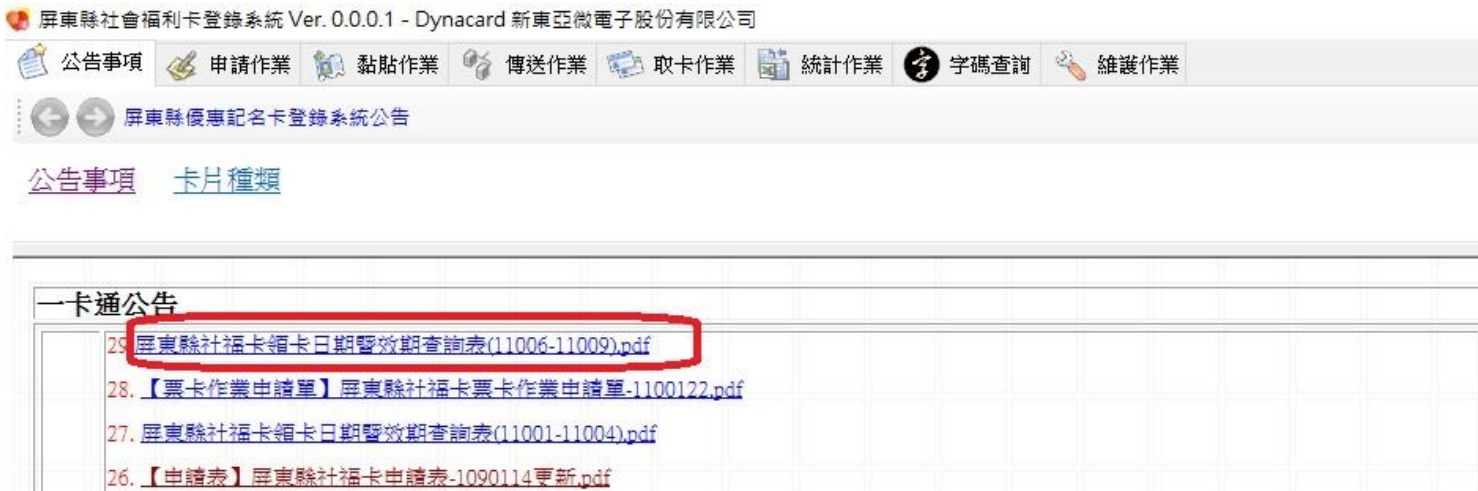 屏東縣社會福利卡登錄系統 Ver. 0.0.0.1 - Dynacard 新東亞微電子股份有限公司
公告事項 申請作業 黏貼作業 傳送作業 取卡作業 統計作業 字 字碼查詢 維護作業
屏東縣優惠記名卡登錄系統公告
公告事項 卡片種類
一卡通公告
29.屏東縣社福卡領卡日期暨效期查詢表(11006-11009).pdf
28. 【票卡作業申請單】屏東縣社福卡票卡作業申請單-1100122.pdf
27. 屏東縣社福卡領卡日期暨效期查詢表(11001-11004).pdf
26. 【申請表】屏東縣社福卡申請表-1090114更新.pdf